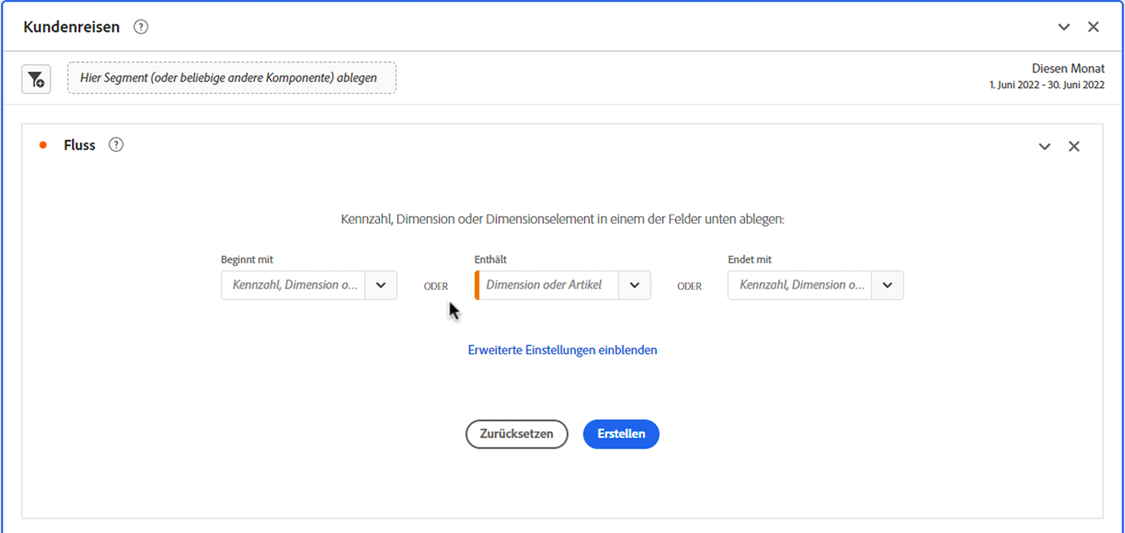 Kundenreisen ?
Hier Segment (oder beliebige andere Komponente) ablegen
Diesen Monat
1. Juni 2022 - 30. Juni 2022
Fluss ?
Kennzahl, Dimension oder Dimensionselement in einem der Felder unten ablegen:
Beginnt mit
Enthält
Endet mit
Kennzahl, Dimension o... ODER Dimension oder Artikel ODER Kennzahl, Dimension o...
Erweiterte Einstellungen einblenden
Zurücksetzen Erstellen